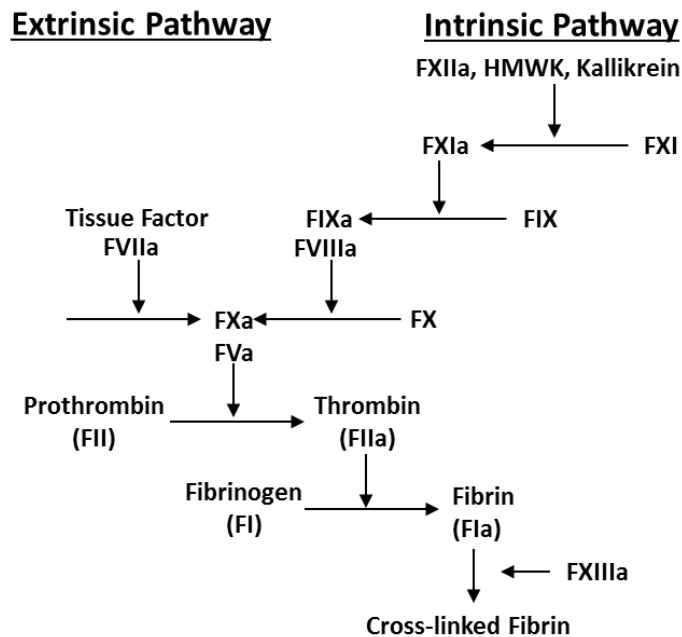 Extrinsic Pathway
Intrinsic Pathway
FXIIa, HMWK, Kallikrein
FXIa
FXI
Tissue Factor
FVIIa
FIXa
FVIIIa
FIX
FXa
FVa
FX
Prothrombin
(FII)
Thrombin
(FIIa)
Fibrinogen
(FI)
Fibrin
(FIa)
FXIIIa
Cross-linked Fibrin